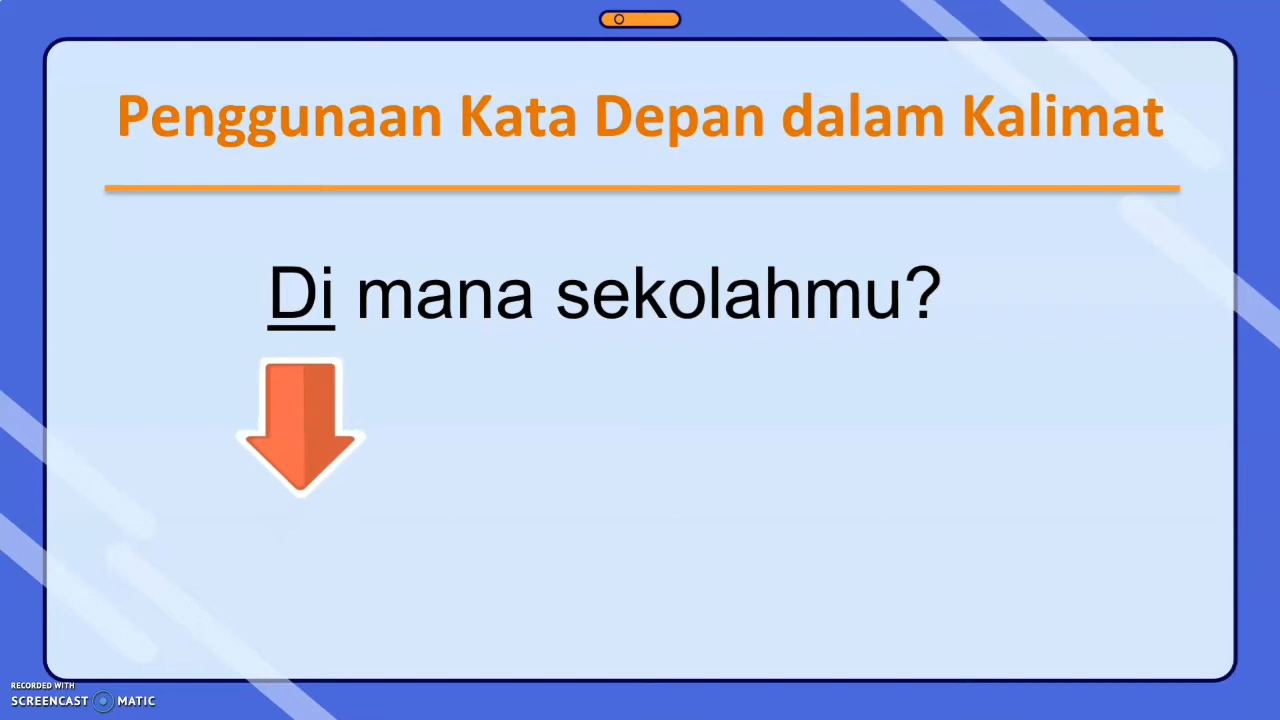 Penggunaan Kata Depan dalam Kalimat
Di mana sekolahmu?
RECORDED WITH
SCREENCAST MATIC